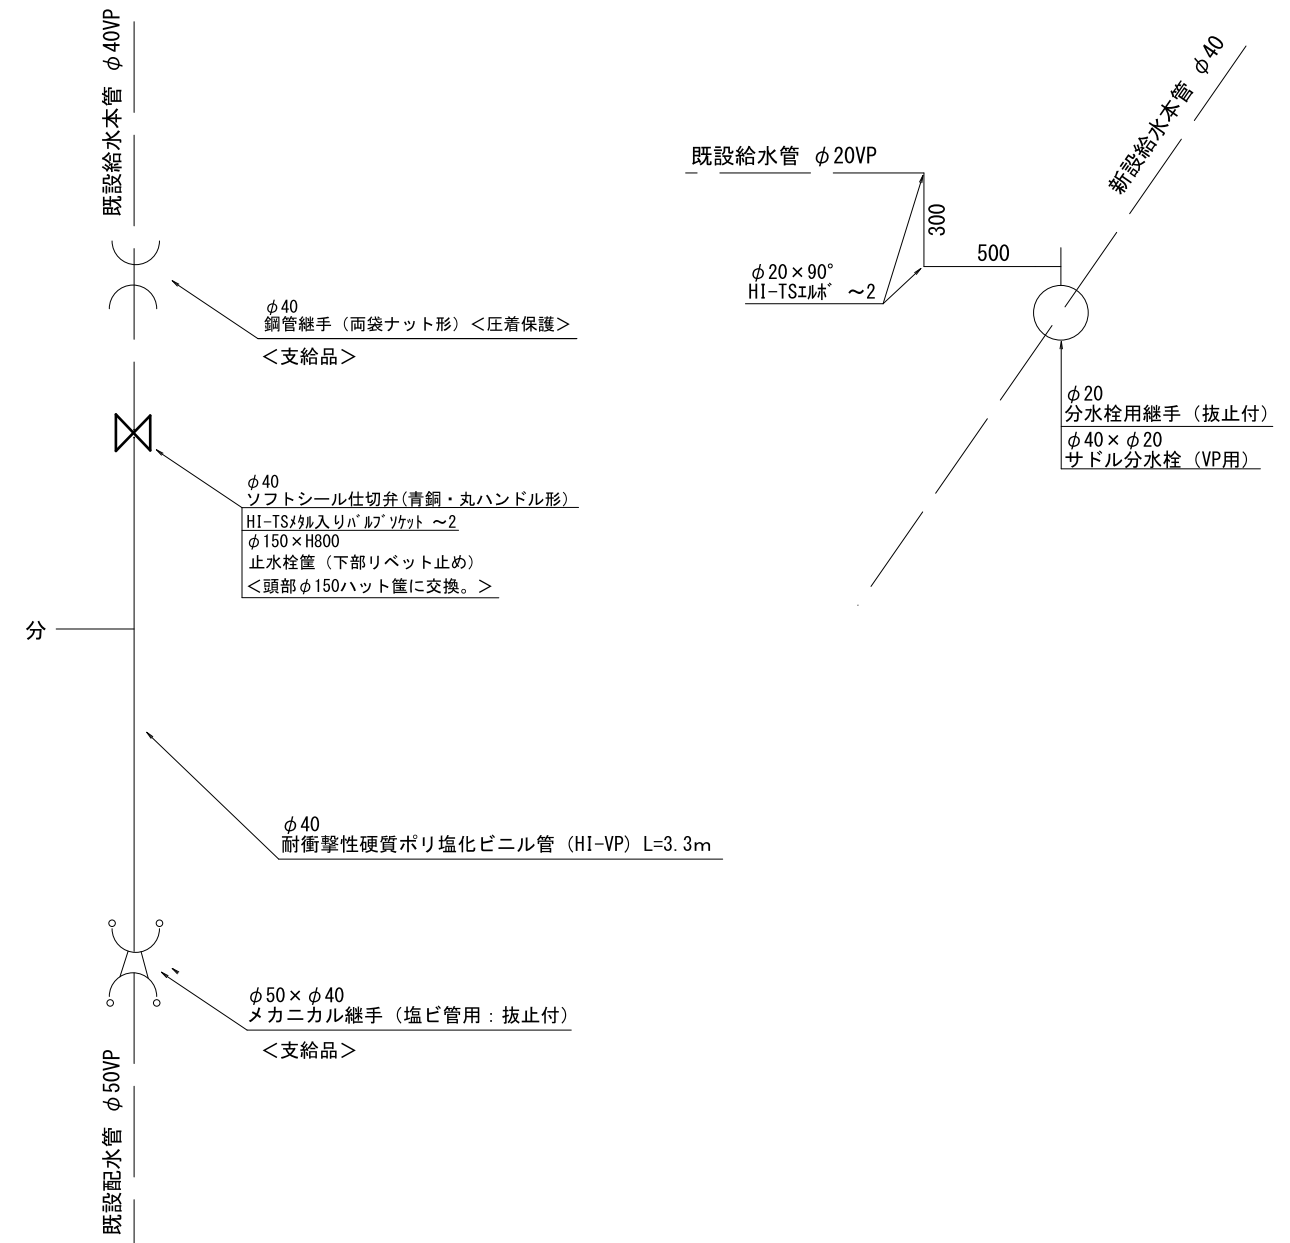 既設給水本管 φ40VP
φ40
鋼管継手（両袋ナット形）＜圧着保護＞
＜支給品＞
φ40
ソフトシール仕切弁(青銅・丸ハンドル形)
HI-TSﾒﾀﾙ入りﾊﾞﾙﾌﾞｿｹｯﾄ ～2
φ150×H800
止水栓筐（下部リベット止め）
＜頭部φ150ハット筐に交換。＞
分
φ40
耐衝撃性硬質ポリ塩化ビニル管（HI-VP）L=3.3m
φ50×φ40
メカニカル継手（塩ビ管用：抜止付）
＜支給品＞
既設配水管 φ50VP
新設給水本管 φ40
既設給水管 φ20VP
300
500
φ20×90°
HI-TSｴﾙﾎﾞ ～2
φ20
分水栓用継手（抜止付）
φ40×φ20
サドル分水栓（VP用）